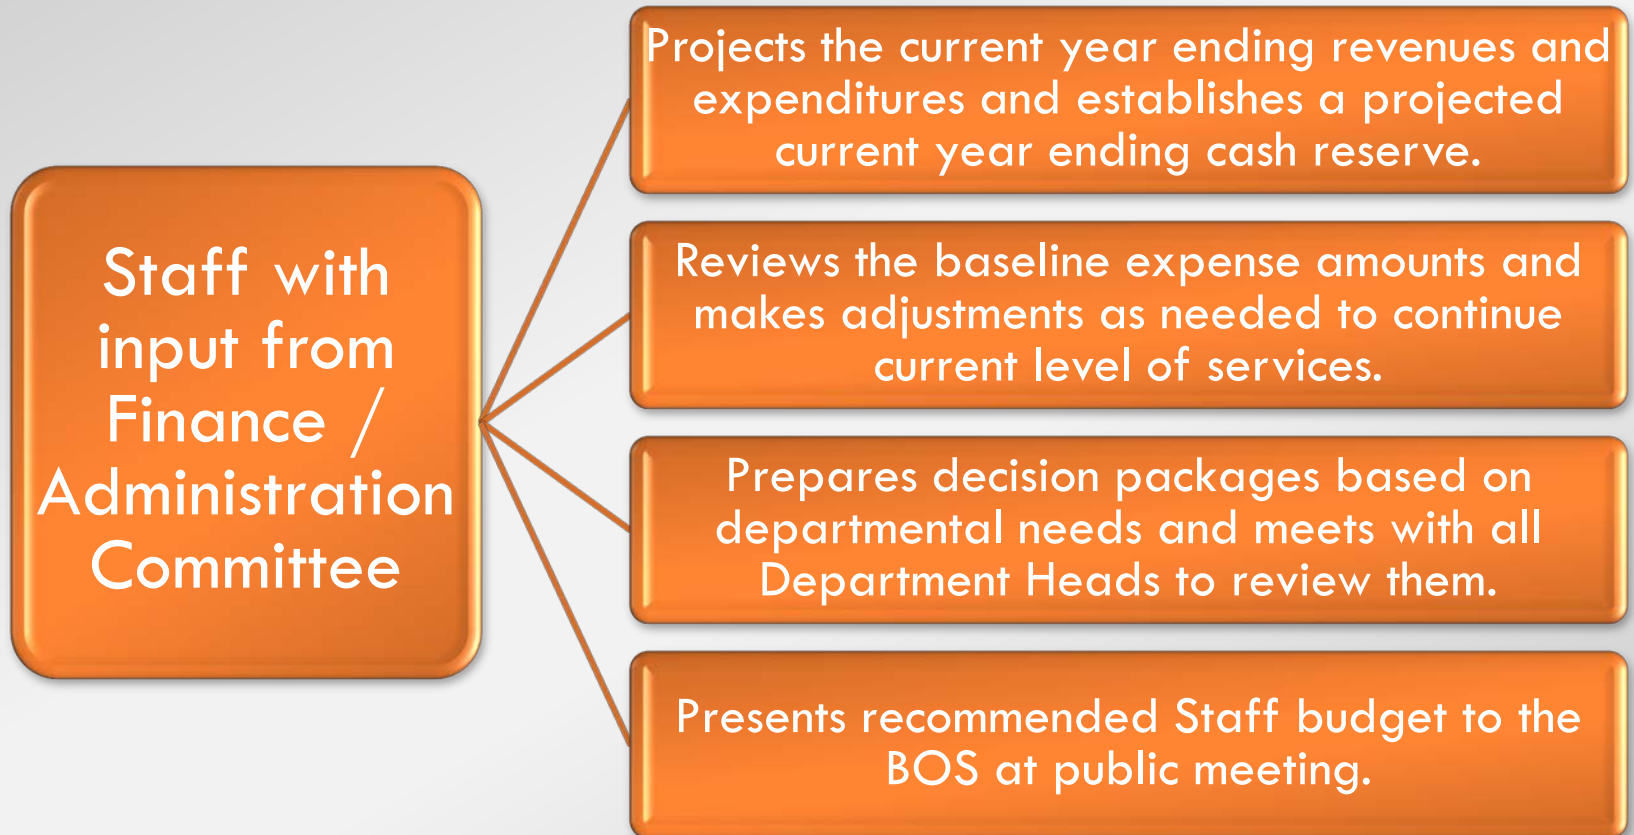 Staff with
input from
Finance /
Administration
Committee
Projects the current year ending revenues and
expenditures and establishes a projected
current year ending cash reserve.
Reviews the baseline expense amounts and
makes adjustments as needed to continue
current level of services.
Prepares decision packages based on
departmental needs and meets with all
Department Heads to review them.
Presents recommended Staff budget to the
BOS at public meeting.